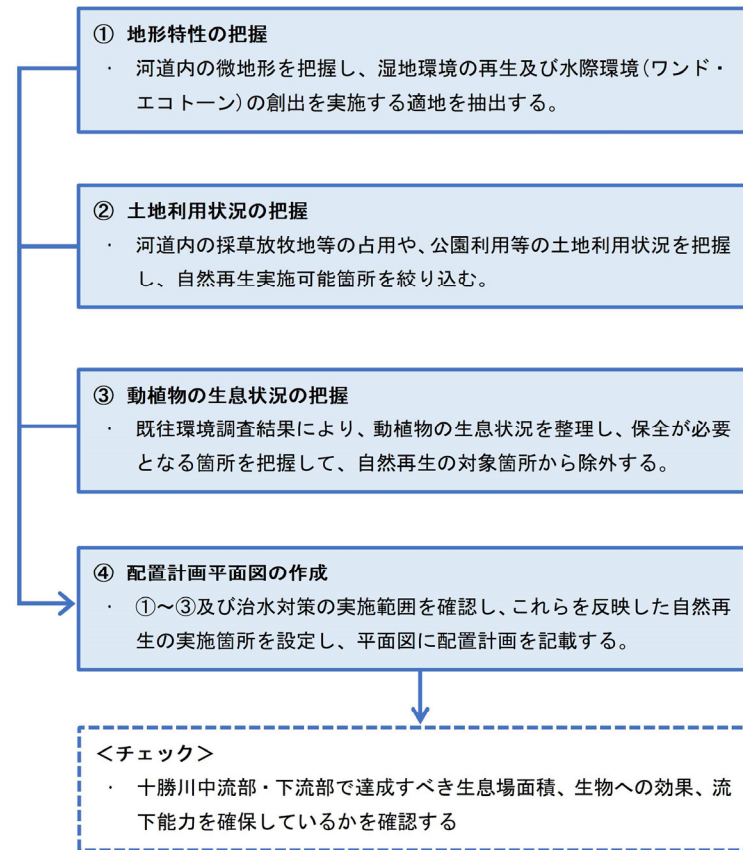 ① 地形特性の把握
· 河道内の微地形を把握し、湿地環境の再生及び水際環境(ワンド・
エコトーン)の創出を実施する適地を抽出する。
② 土地利用状況の把握
· 河道内の採草放牧地等の占用や、公園利用等の土地利用状況を把握
し、自然再生実施可能箇所を絞り込む。
③ 動植物の生息状況の把握
· 既往環境調査結果により、動植物の生息状況を整理し、保全が必要
となる箇所を把握して、自然再生の対象箇所から除外する。
④ 配置計画平面図の作成
· ①～③及び治水対策の実施範囲を確認し、これらを反映した自然再
生の実施箇所を設定し、平面図に配置計画を記載する。
＜チェック＞
· 十勝川中流部・下流部で達成すべき生息場面積、生物への効果、流
下能力を確保しているかを確認する